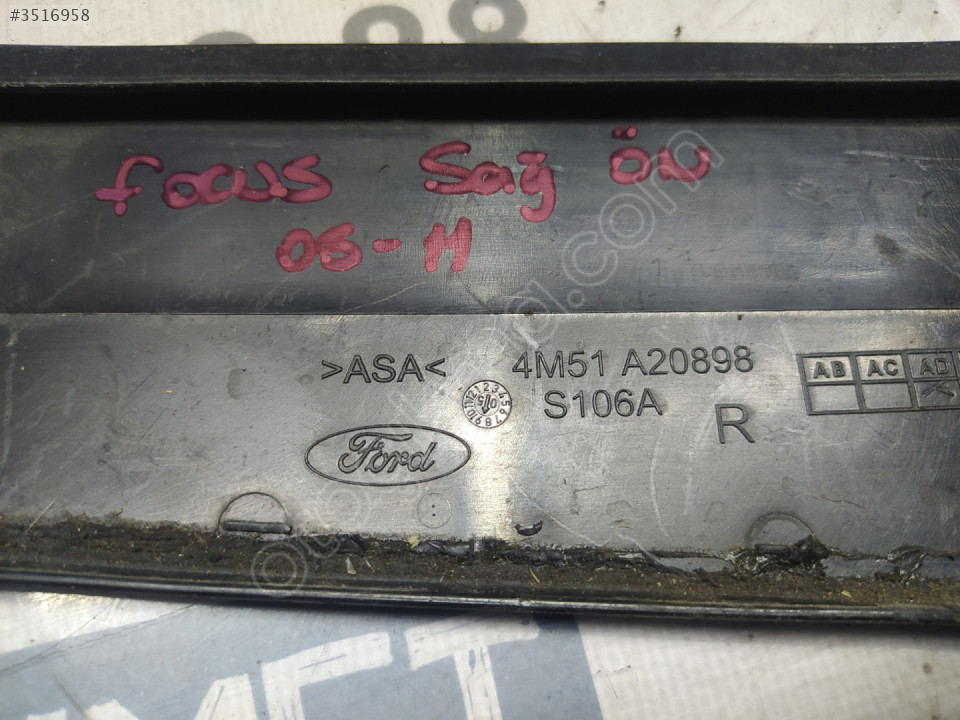 #3516958
focus Sağ ÖN
06-11
>ASA< 4M51 A20898
S106A
R
Ford
AB AC AD